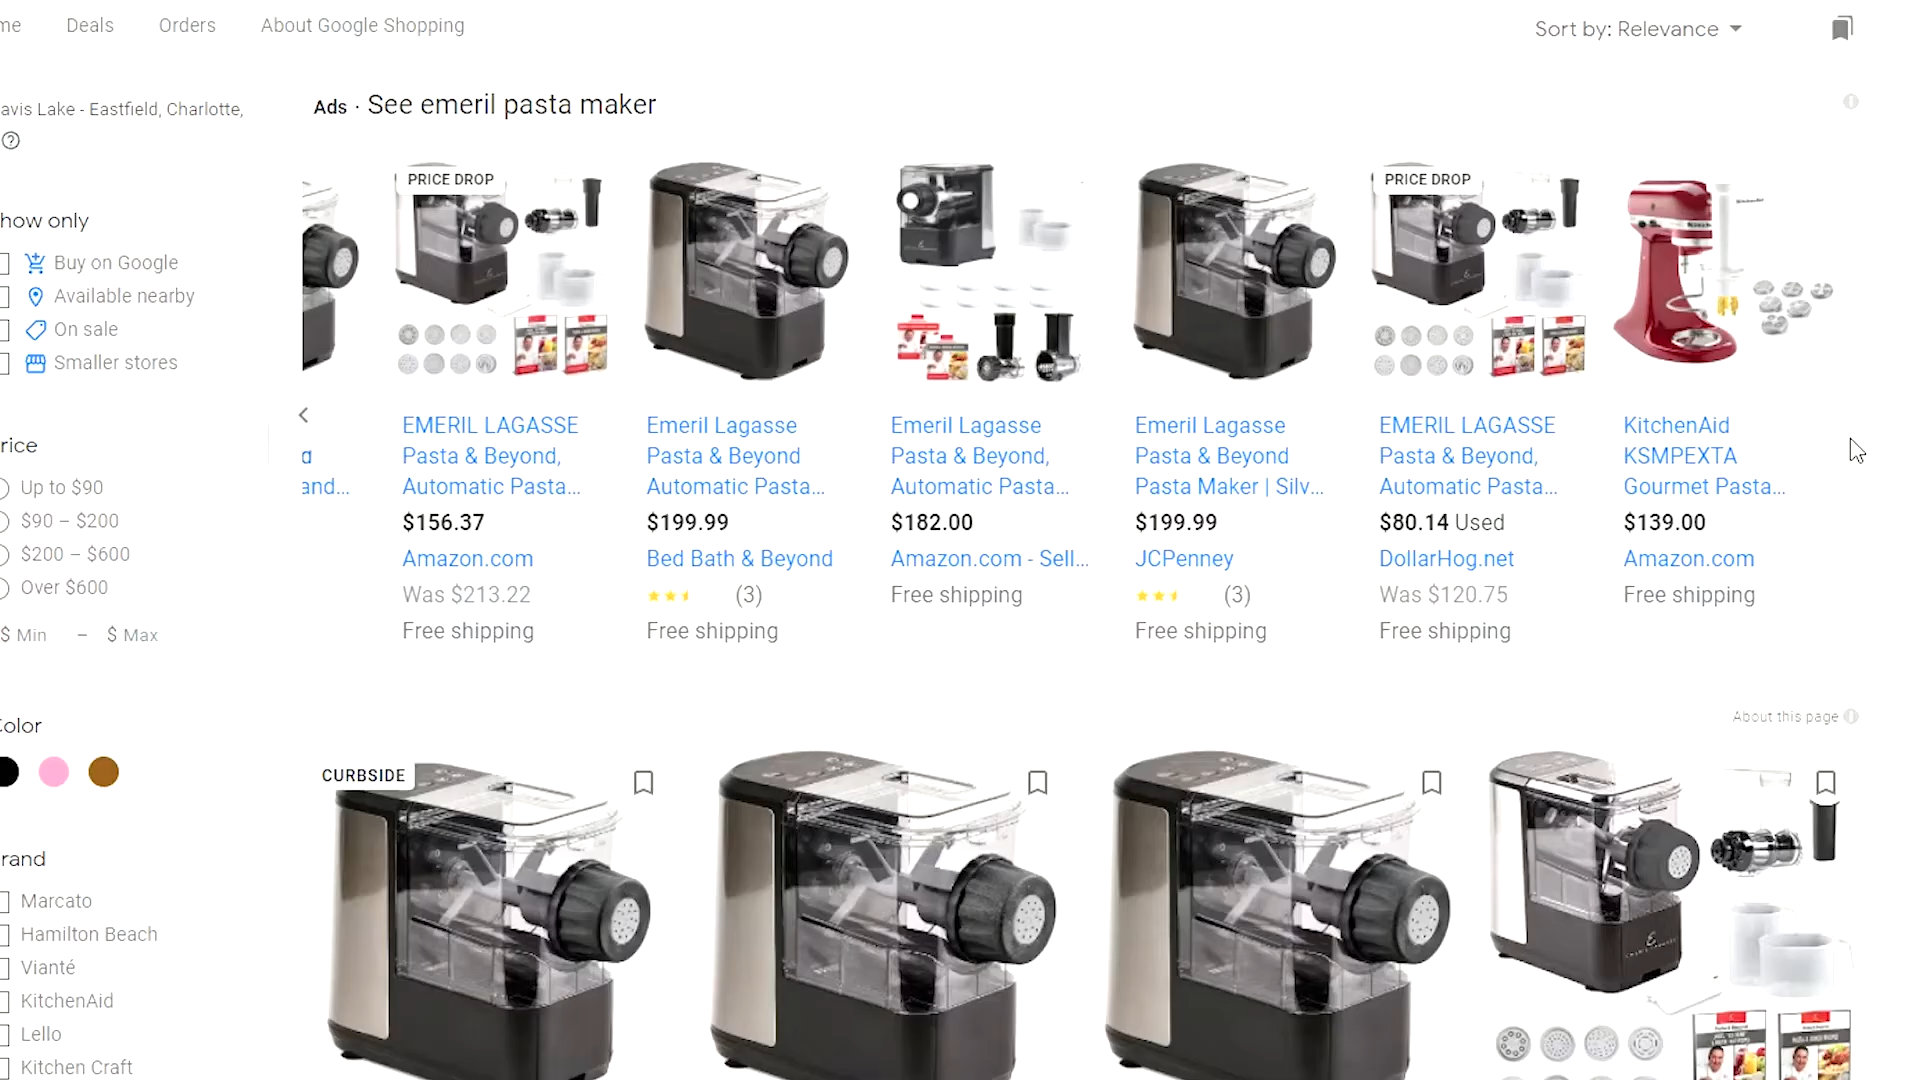 me Deals Orders About Google Shopping
Sort by: Relevance
avis Lake - Eastfield, Charlotte,
Ads · See emeril pasta maker
how only
Buy on Google
Available nearby
On sale
Smaller stores
rice
Up to $90
$90 – $200
$200 – $600
Over $600
$ Min – $ Max
olor
rand
Marcato
Hamilton Beach
Vianté
KitchenAid
Lello
Kitchen Craft
and...
PRICE DROP
EMERIL LAGASSE
Pasta & Beyond,
Automatic Pasta...
$156.37
Amazon.com
Was $213.22
Free shipping
Emeril Lagasse
Pasta & Beyond
Automatic Pasta...
$199.99
Bed Bath & Beyond
(3)
Free shipping
Emeril Lagasse
Pasta & Beyond,
Automatic Pasta...
$182.00
Amazon.com - Sell...
Free shipping
Emeril Lagasse
Pasta & Beyond
Pasta Maker | Silv...
$199.99
JCPenney
(3)
Free shipping
PRICE DROP
EMERIL LAGASSE
Pasta & Beyond,
Automatic Pasta...
$80.14 Used
DollarHog.net
Was $120.75
Free shipping
KitchenAid
KSMPEXTA
Gourmet Pasta...
$139.00
Amazon.com
Free shipping
About this page
CURBSIDE